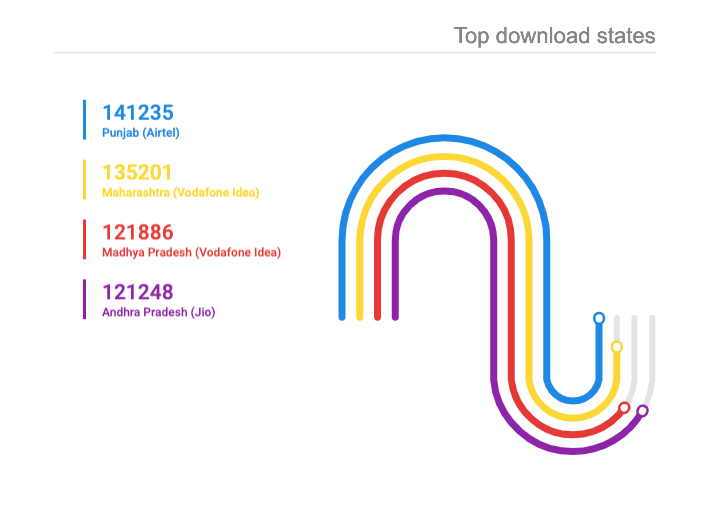 Top download states
141235
Punjab (Airtel)
135201
Maharashtra (Vodafone Idea)
121886
Madhya Pradesh (Vodafone Idea)
121248
Andhra Pradesh (Jio)